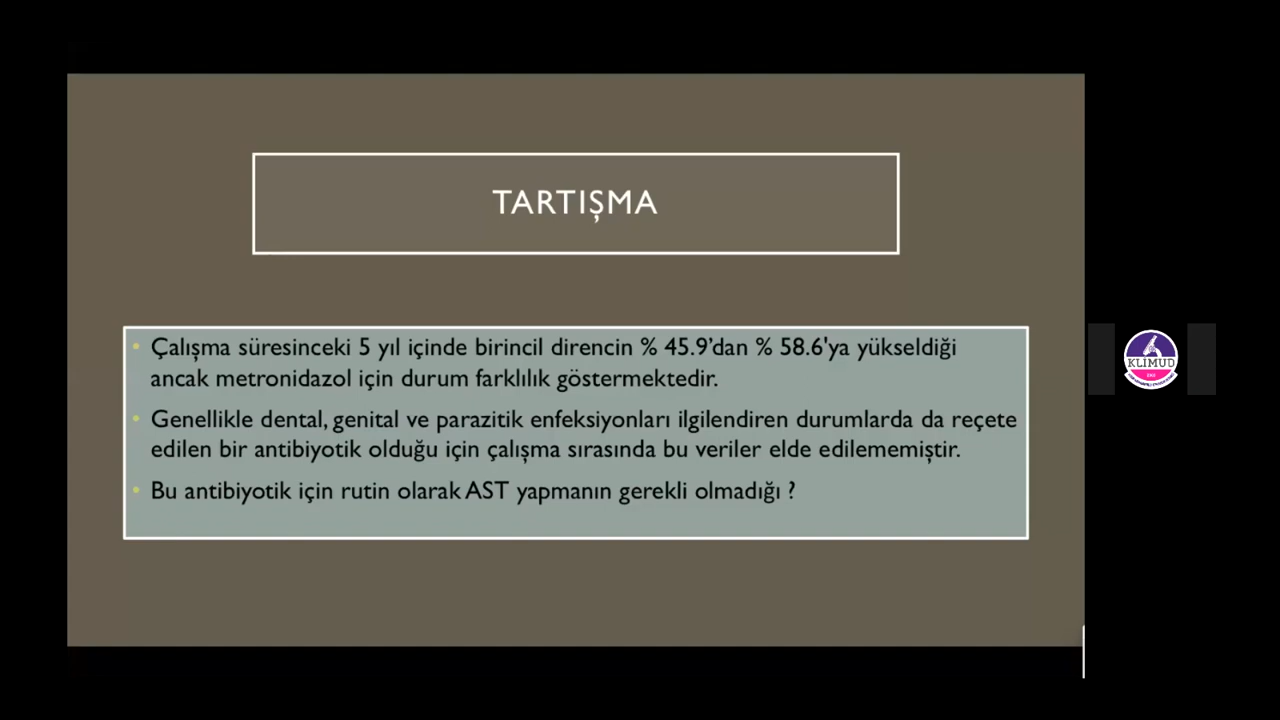 TARTIŞMA
• Çalışma süresinceki 5 yıl içinde birincil direncin % 45.9’dan % 58.6'ya yükseldiği
ancak metronidazol için durum farklılık göstermektedir.
• Genellikle dental, genital ve parazitik enfeksiyonları ilgilendiren durumlarda da reçete
edilen bir antibiyotik olduğu için çalışma sırasında bu veriler elde edilememiştir.
• Bu antibiyotik için rutin olarak AST yapmanın gerekli olmadığı ?
KLİMUD